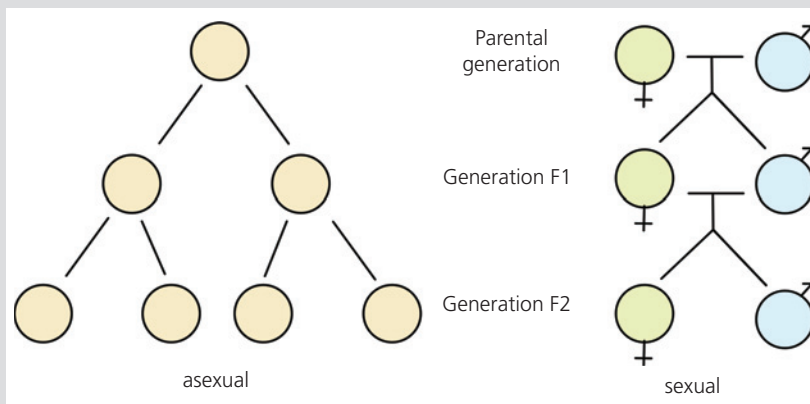 Parental
generation
Generation F1
Generation F2
asexual
sexual